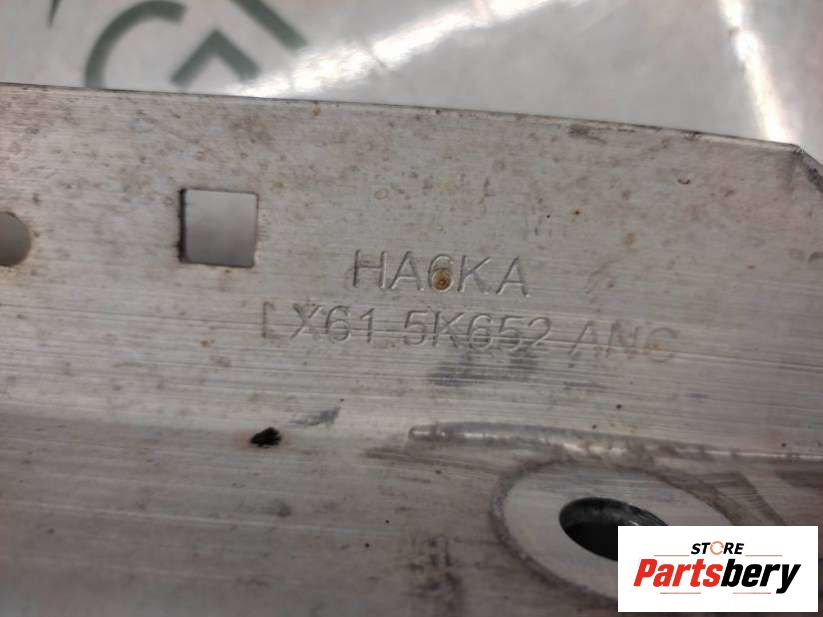 HA6KA
LX61 5K652 ANC
STORE
Partsbery